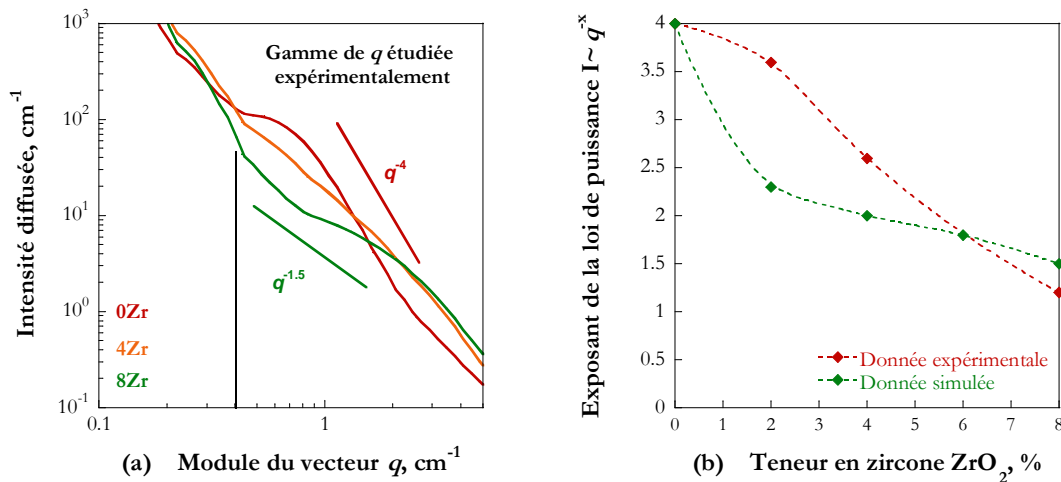 Intensité diffusée, cm⁻¹
10³
10²
10¹
10⁰
10⁻¹
Gamme de q étudiée
expérimentalement
q⁻⁴
q⁻¹·⁵
0Zr
4Zr
8Zr
0.1
1
(a) Module du vecteur q, cm⁻¹
Exposant de la loi de puissance I~ q⁻ˣ
4
3.5
3
2.5
2
1.5
1
0.5
0
Donnée expérimentale
Donnée simulée
0 1 2 3 4 5 6 7 8
(b) Teneur en zircone ZrO₂, %